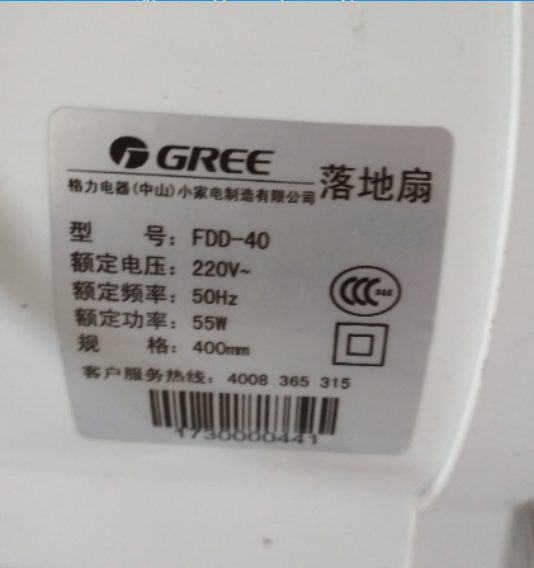 GREE
格力电器(中山)小家电制造有限公司
落地扇
型 号: FDD-40
额定电压: 220V~
额定频率: 50Hz
额定功率: 55W
规 格: 400mm
CCC S&E
客户服务热线: 4008 365 315
1730000441